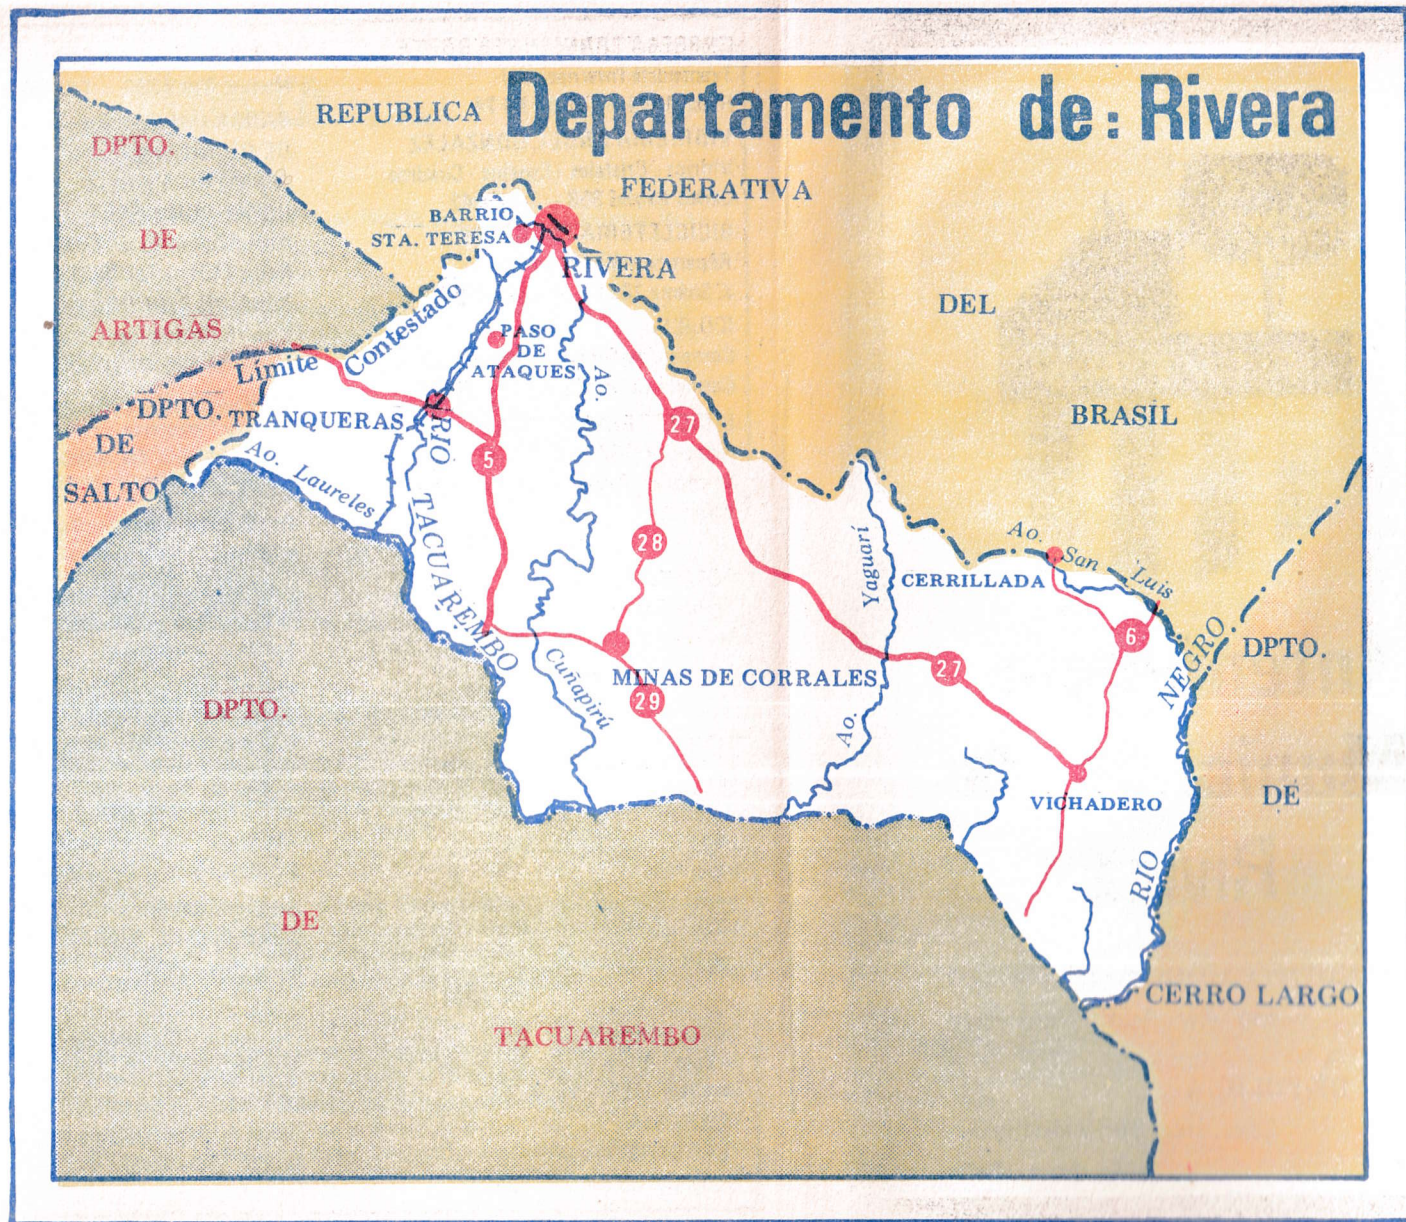 Departamento de: Rivera
REPUBLICA
FEDERATIVA
DEL
BRASIL
DPTO.
DE
ARTIGAS
BARRIO
STA. TERESA
RIVERA
Límite Contestado
PASO
DE
ATAQUES
Ao.
Cuñapirú
DPTO.
DE
SALTO
TRANQUERAS
RIO
TACUAREMBO
Ao. Laureles
5
27
28
29
27
6
Ao. Yaguarí
CERRILLADA
Ao. San Luis
MINAS DE CORRALES
VICHADERO
RIO NEGRO
DPTO.
DE
CERRO LARGO
DPTO.
DE
TACUAREMBO